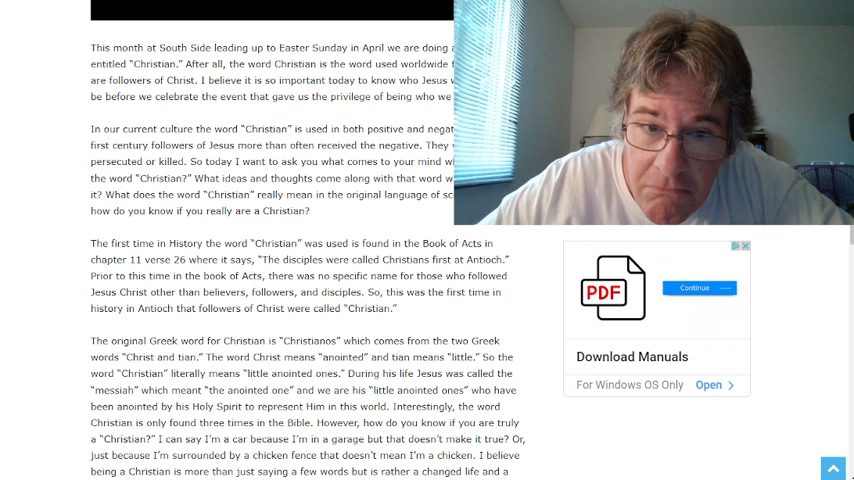 This month at South Side leading up to Easter Sunday in April we are doing a
entitled “Christian.” After all, the word Christian is the word used worldwide
are followers of Christ. I believe it is so important today to know who Jesus
be before we celebrate the event that gave us the privilege of being who we
In our current culture the word “Christian” is used in both positive and
first century followers of Jesus more than often received the negative. They
persecuted or killed. So today I want to ask you what comes to your mind
the word “Christian?” What ideas and thoughts come along with that word
it? What does the word “Christian” really mean in the original language of
how do you know if you really are a Christian?
The first time in History the word “Christian” was used is found in the Book of Acts in
chapter 11 verse 26 where it says, “The disciples were called Christians first at Antioch.”
Prior to this time in the book of Acts, there was no specific name for those who followed
Jesus Christ other than believers, followers, and disciples. So, this was the first time in
history in Antioch that followers of Christ were called “Christian.”
The original Greek word for Christian is “Christianos” which comes from the two Greek
words “Christ and tian.” The word Christ means “anointed” and tian means “little.” So the
word “Christian” literally means “little anointed ones.” During his life Jesus was called the
“messiah” which meant “the anointed one” and we are his “little anointed ones” who have
been anointed by his Holy Spirit to represent Him in this world. Interestingly, the word
Christian is only found three times in the Bible. However, how do you know if you are truly
a “Christian?” I can say I’m a car because I’m in a garage but that doesn’t make it true? Or,
just because I’m surrounded by a chicken fence that doesn’t mean I’m a chicken. I believe
being a Christian is more than just saying a few words but is rather a changed life and a
PDF
Continue
Download Manuals
For Windows OS Only
Open